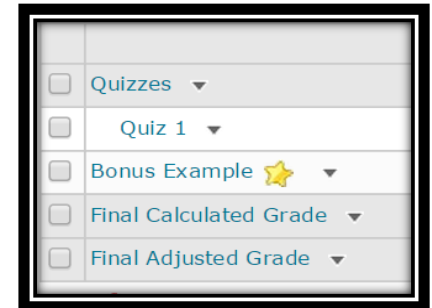 Quizzes
Quiz 1
Bonus Example
Final Calculated Grade
Final Adjusted Grade